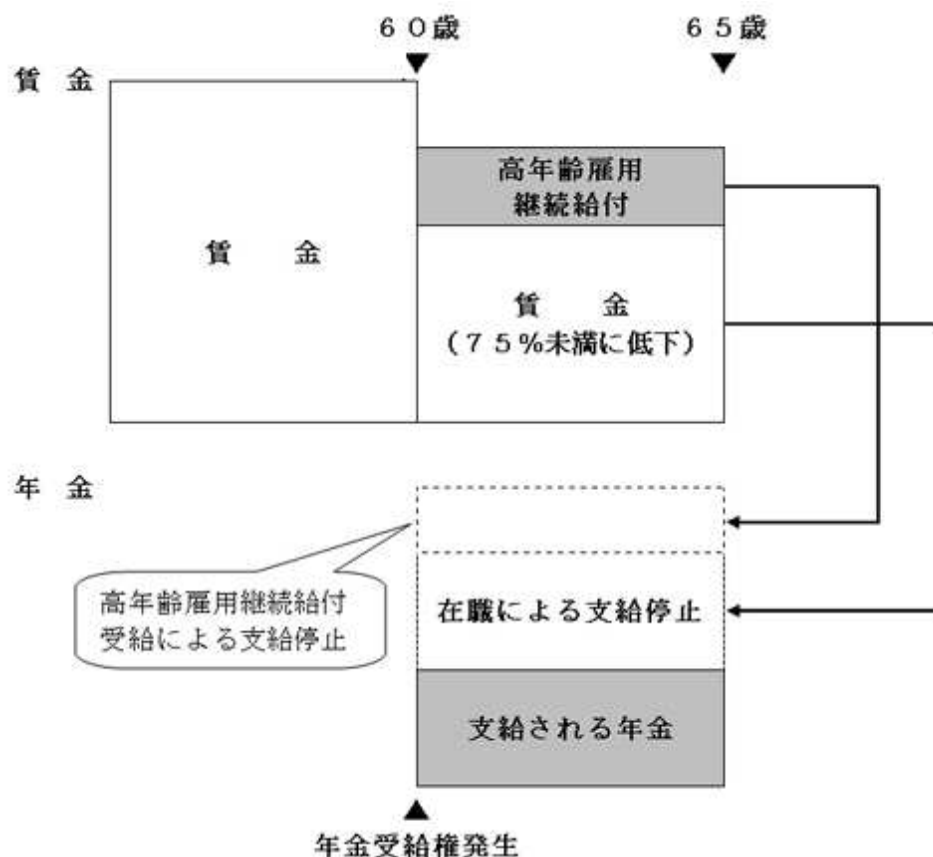 60歳
65歳
賃 金
賃 金
高年齢雇用
継続給付
賃 金
(75%未満に低下)
年 金
高年齢雇用継続給付
受給による支給停止
在職による支給停止
支給される年金
年金受給権発生